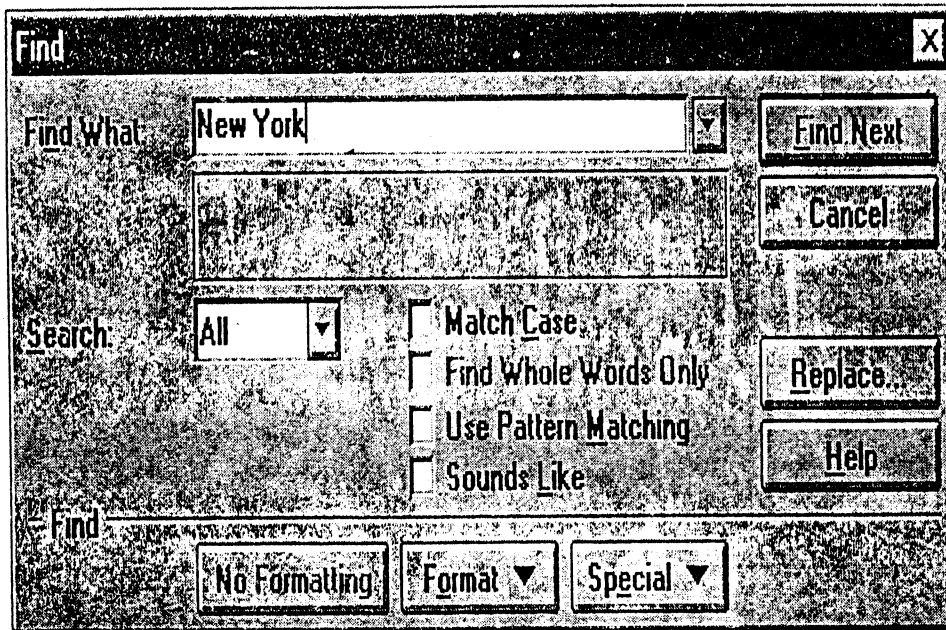 Find X
Find What: New York Find Next
Cancel
Search: All Match Case
Find Whole Words Only Replace...
Use Pattern Matching
Sounds Like Help
Find
No Formatting Format Special